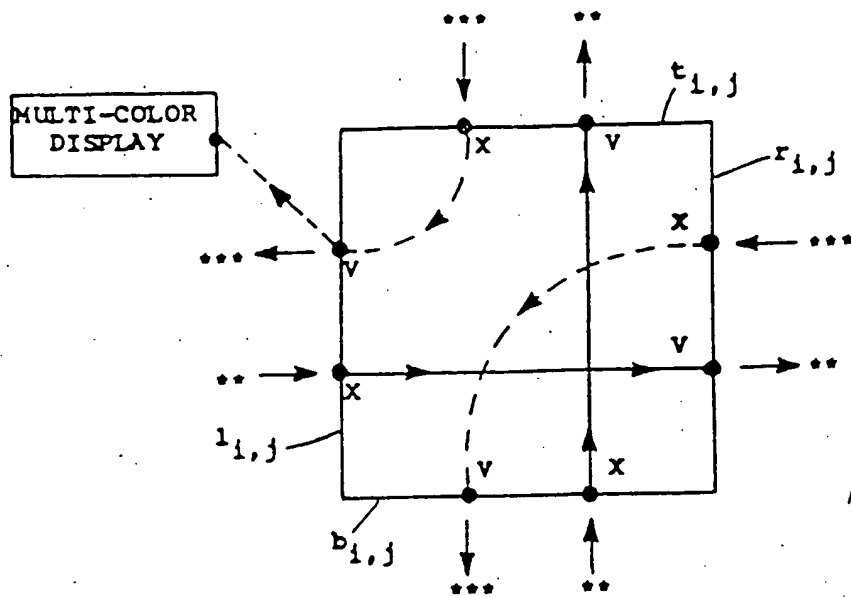 *** **
t i,j
MULTI-COLOR
DISPLAY
X V
r i,j
X
*** V ***
V
** X **
l i,j
V X
b i,j
*** **